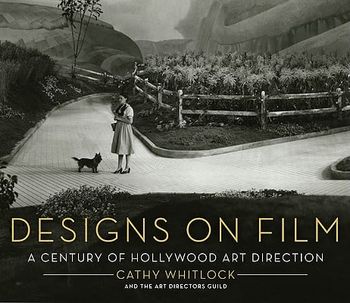 DESIGNS ON FILM
A CENTURY OF HOLLYWOOD ART DIRECTION
CATHY WHITLOCK
AND THE ART DIRECTORS GUILD